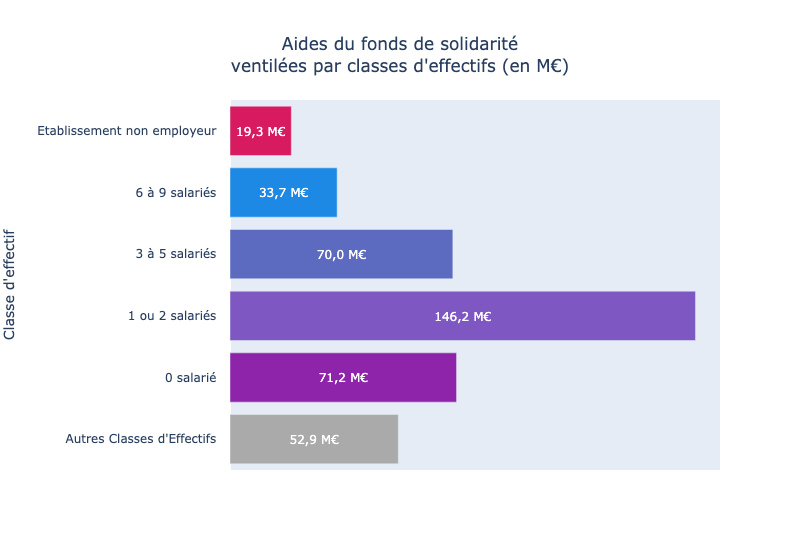 Aides du fonds de solidarité
ventilées par classes d'effectifs (en M€)
Classe d'effectif
Etablissement non employeur
19,3 M€
6 à 9 salariés
33,7 M€
3 à 5 salariés
70,0 M€
1 ou 2 salariés
146,2 M€
0 salarié
71,2 M€
Autres Classes d'Effectifs
52,9 M€